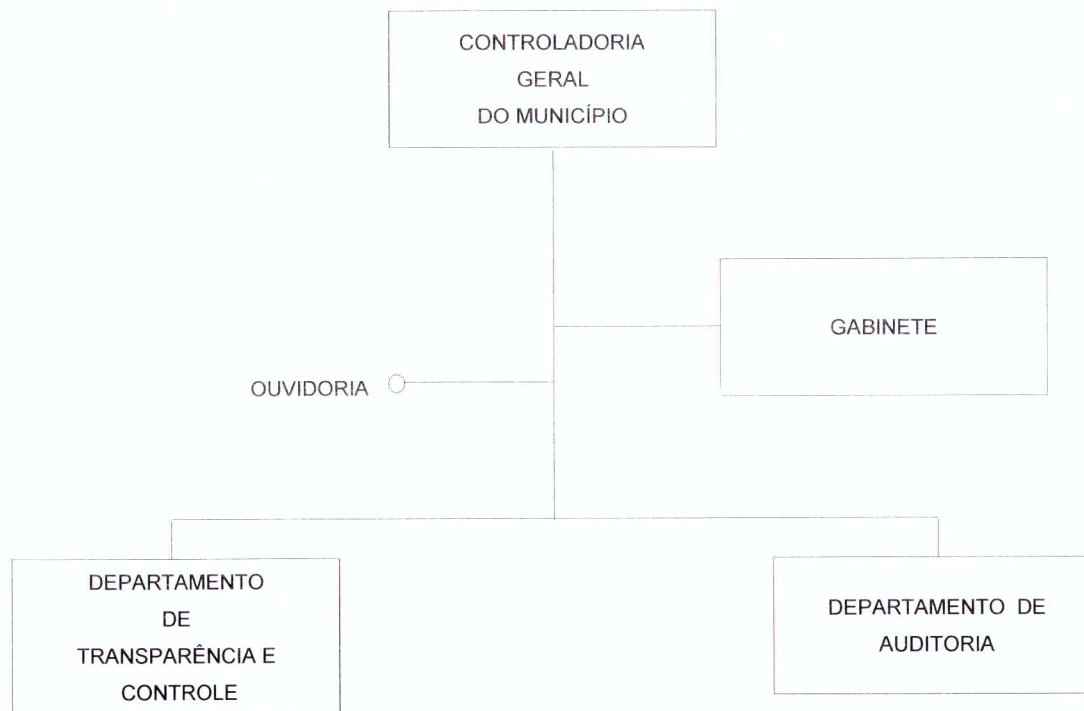 CONTROLADORIA
GERAL
DO MUNICÍPIO
GABINETE
OUVIDORIA
DEPARTAMENTO
DE
TRANSPARÊNCIA E
CONTROLE
DEPARTAMENTO DE
AUDITORIA